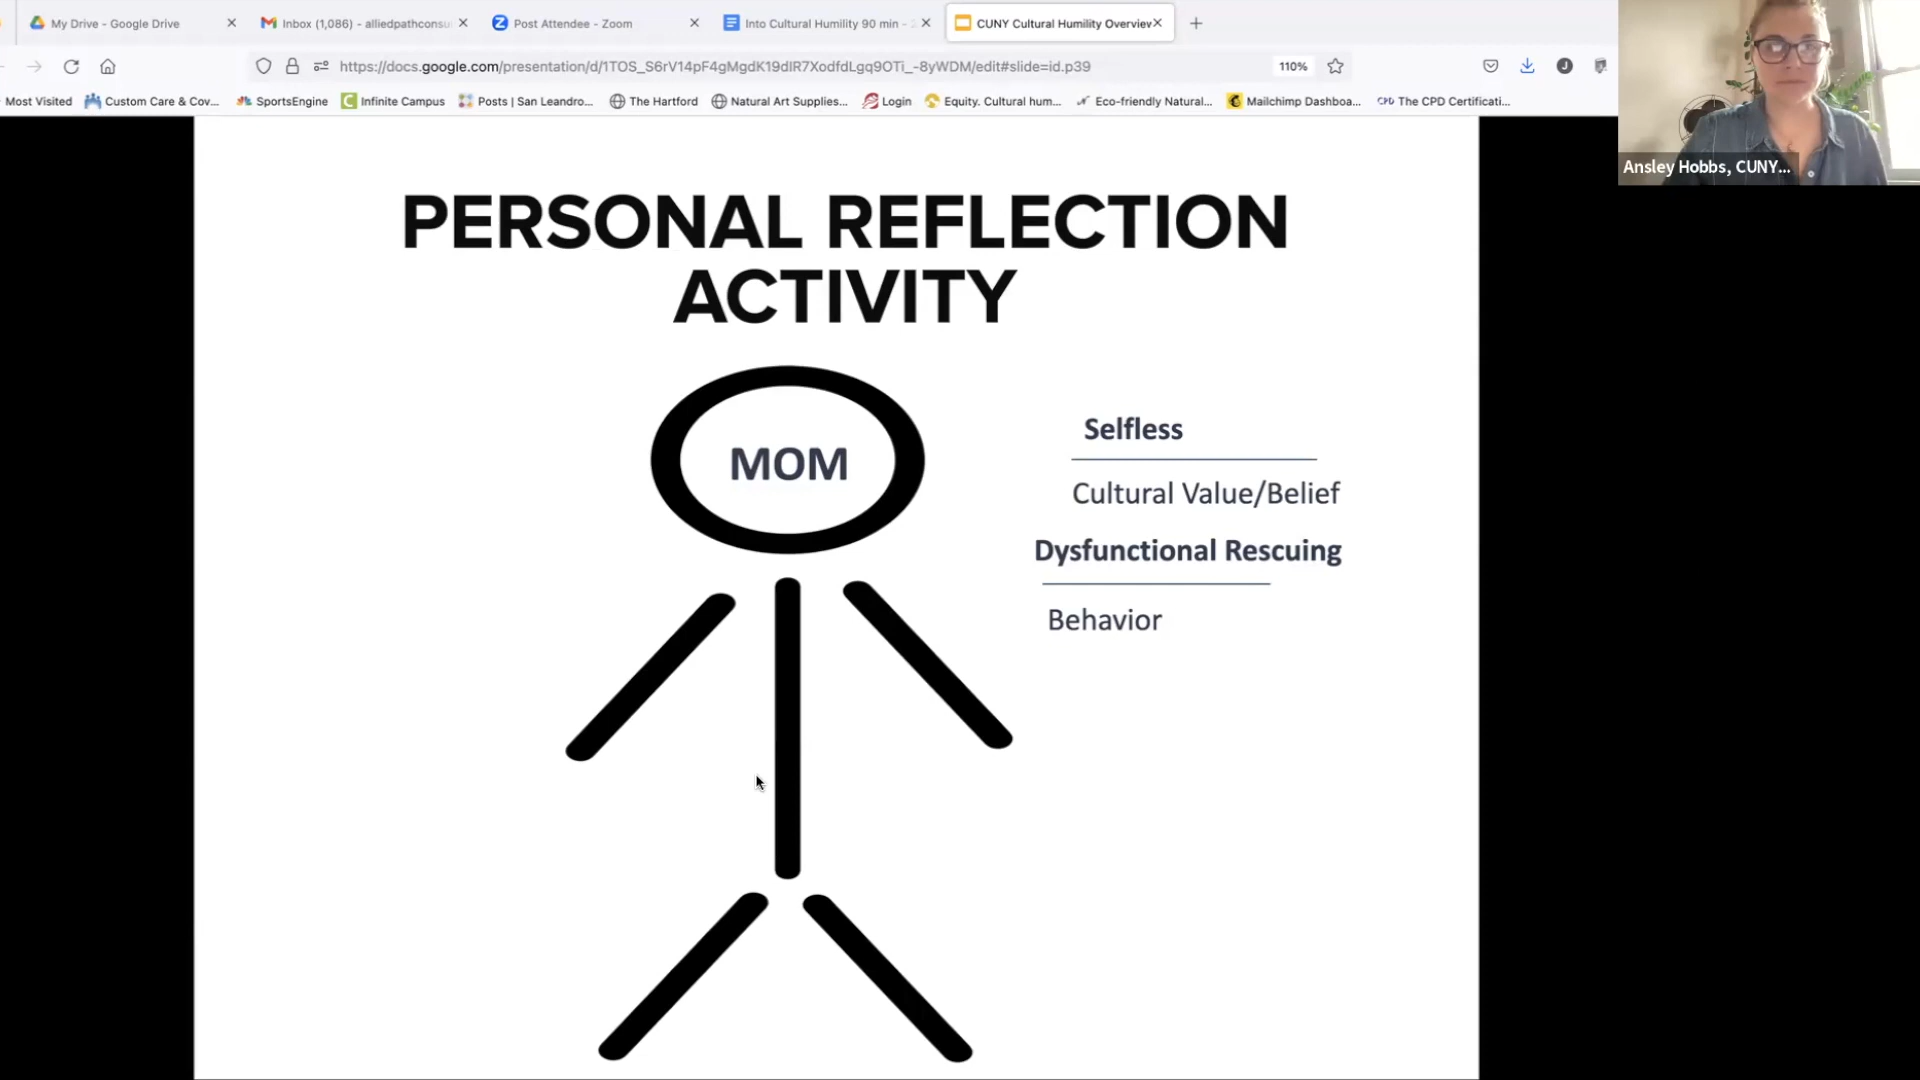 My Drive - Google Drive
Inbox (1,086) - alliedpathconsu
Post Attendee - Zoom
Into Cultural Humility 90 min -
CUNY Cultural Humility Overview
https://docs.google.com/presentation/d/1TOS_S6rV14pF4gMgdK19dIR7XodfdLgq9OTi_-8yWDM/edit#slide=id.p39
110%
J
Most Visited
Custom Care & Cov...
SportsEngine
Infinite Campus
Posts | San Leandro...
The Hartford
Natural Art Supplies...
Login
Equity. Cultural hum...
Eco-friendly Natural...
Mailchimp Dashboa...
CPD The CPD Certificati...
Ansley Hobbs, CUNY...
PERSONAL REFLECTION
ACTIVITY
MOM
Selfless
Cultural Value/Belief
Dysfunctional Rescuing
Behavior